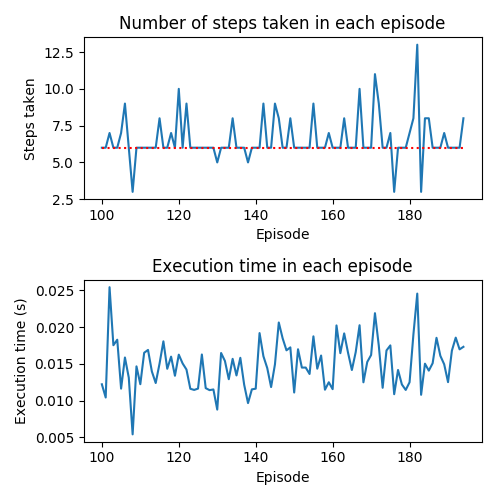 Number of steps taken in each episode
Steps taken
12.5
10.0
7.5
5.0
2.5
100 120 140 160 180
Episode
Execution time in each episode
Execution time (s)
0.025
0.020
0.015
0.010
0.005
100 120 140 160 180
Episode